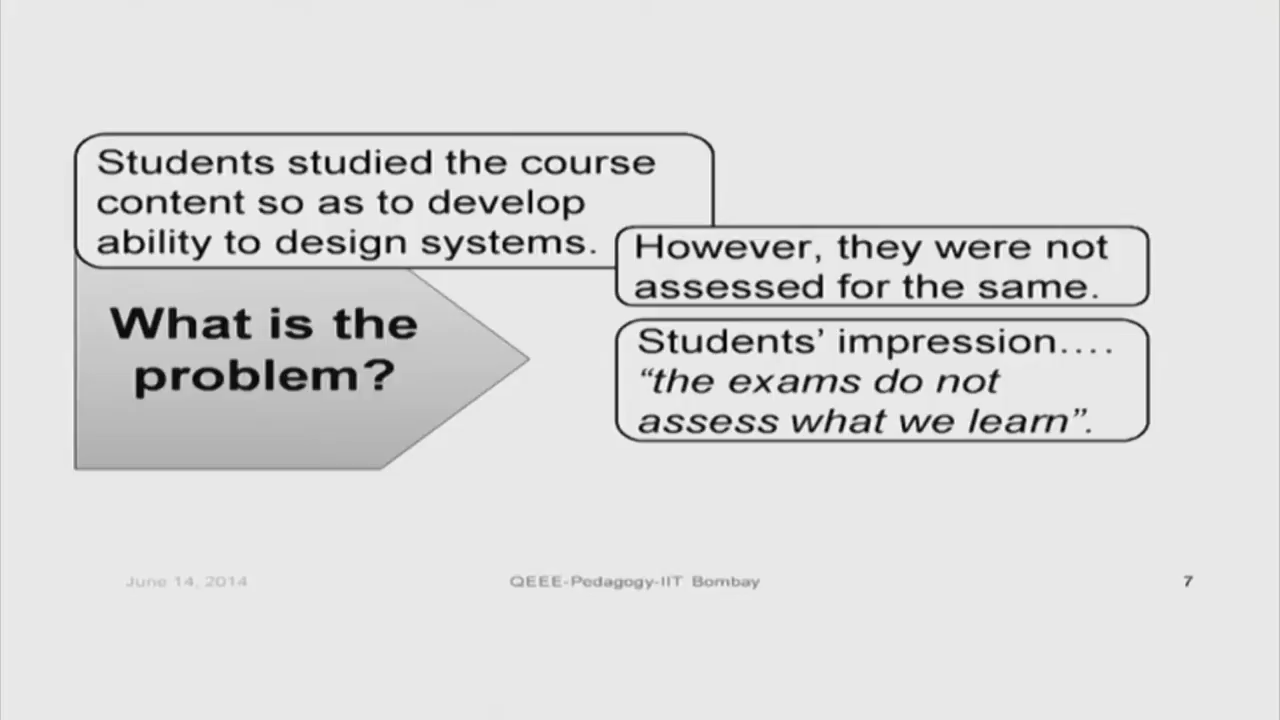 Students studied the course
content so as to develop
ability to design systems.
However, they were not
assessed for the same.
What is the
problem?
Students’ impression....
“the exams do not
assess what we learn”.
June 14, 2014
QEEE-Pedagogy-IIT Bombay
7